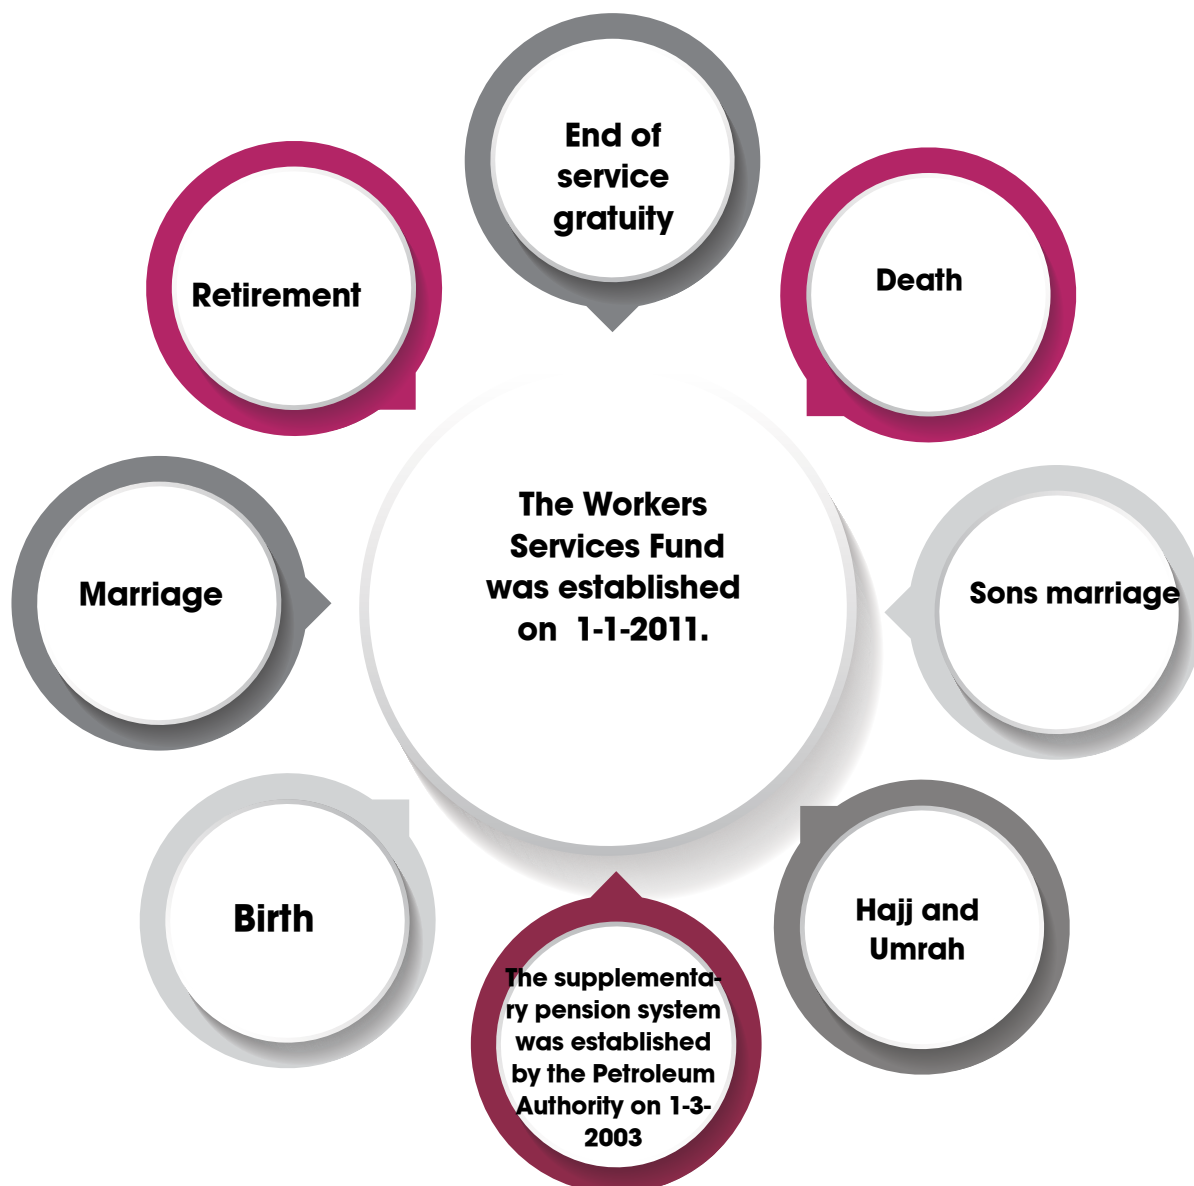 End of
service
gratuity
Death
Retirement
The Workers
Services Fund
was established
on 1-1-2011.
Marriage
Sons marriage
Birth
Hajj and
Umrah
The supplementa-
ry pension system
was established
by the Petroleum
Authority on 1-3-
2003